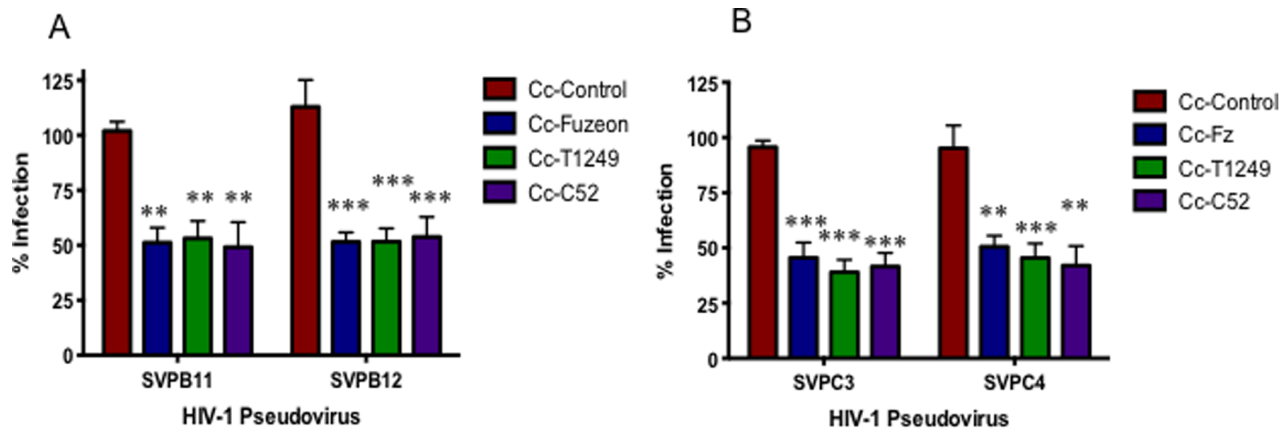 A
125
100
75
50
25
0
% Infection
** ** **
*** *** ***
SVPB11 SVPB12
HIV-1 Pseudovirus
Cc-Control
Cc-Fuzeon
Cc-T1249
Cc-C52
B
125
100
75
50
25
0
% Infection
*** *** ***
** *** **
SVPC3 SVPC4
HIV-1 Pseudovirus
Cc-Control
Cc-Fz
Cc-T1249
Cc-C52